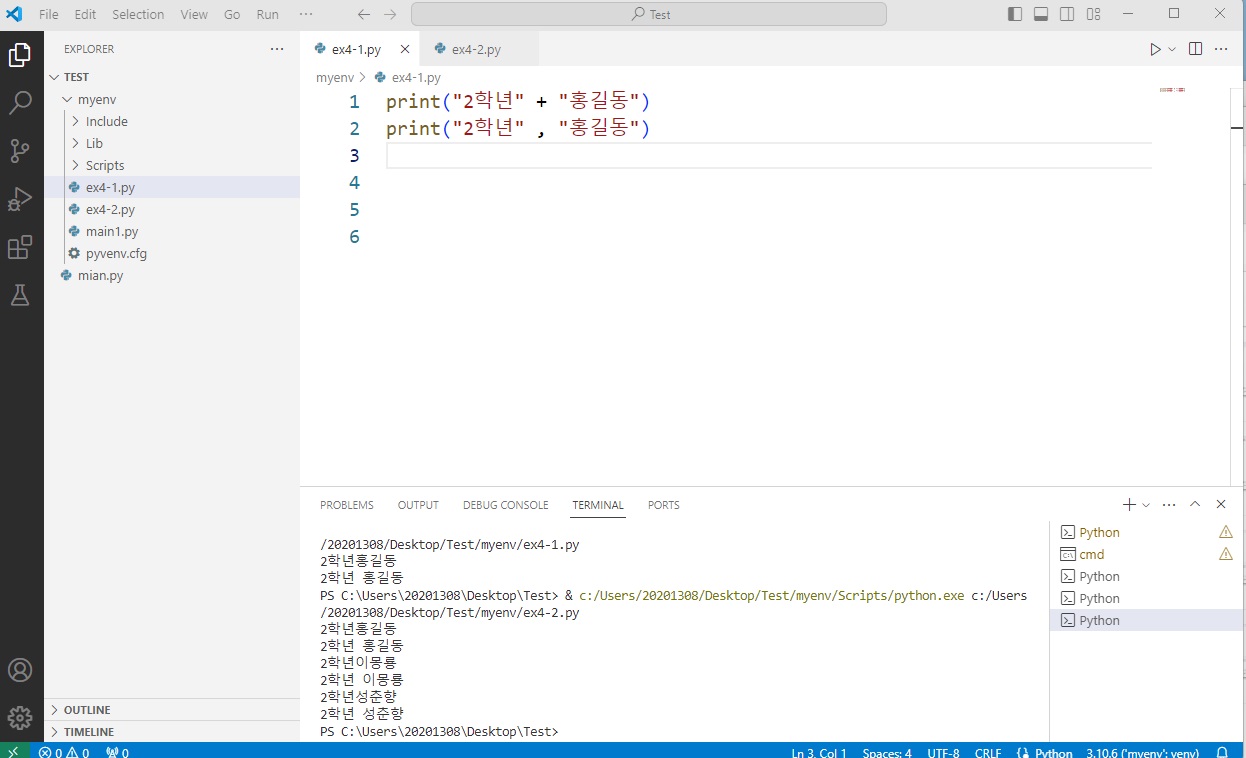 File Edit Selection View Go Run ··· Test
EXPLORER ···
TEST
myenv
Include
Lib
Scripts
ex4-1.py
ex4-2.py
main1.py
pyvenv.cfg
mian.py
OUTLINE
TIMELINE
ex4-1.py ex4-2.py
myenv > ex4-1.py
1 print("2학년" + "홍길동")
2 print("2학년" , "홍길동")
3
4
5
6
PROBLEMS OUTPUT DEBUG CONSOLE TERMINAL PORTS
/20201308/Desktop/Test/myenv/ex4-1.py
2학년홍길동
2학년 홍길동
PS C:\Users\20201308\Desktop\Test> & c:/Users/20201308/Desktop/Test/myenv/Scripts/python.exe c:/Users
/20201308/Desktop/Test/myenv/ex4-2.py
2학년홍길동
2학년 홍길동
2학년이몽룡
2학년 이몽룡
2학년성춘향
2학년 성춘향
PS C:\Users\20201308\Desktop\Test>
Python
cmd
Python
Python
Python
0 0 0 Ln 3, Col 1 Spaces: 4 UTF-8 CRLF Python 3.10.6 ('myenv': venv)